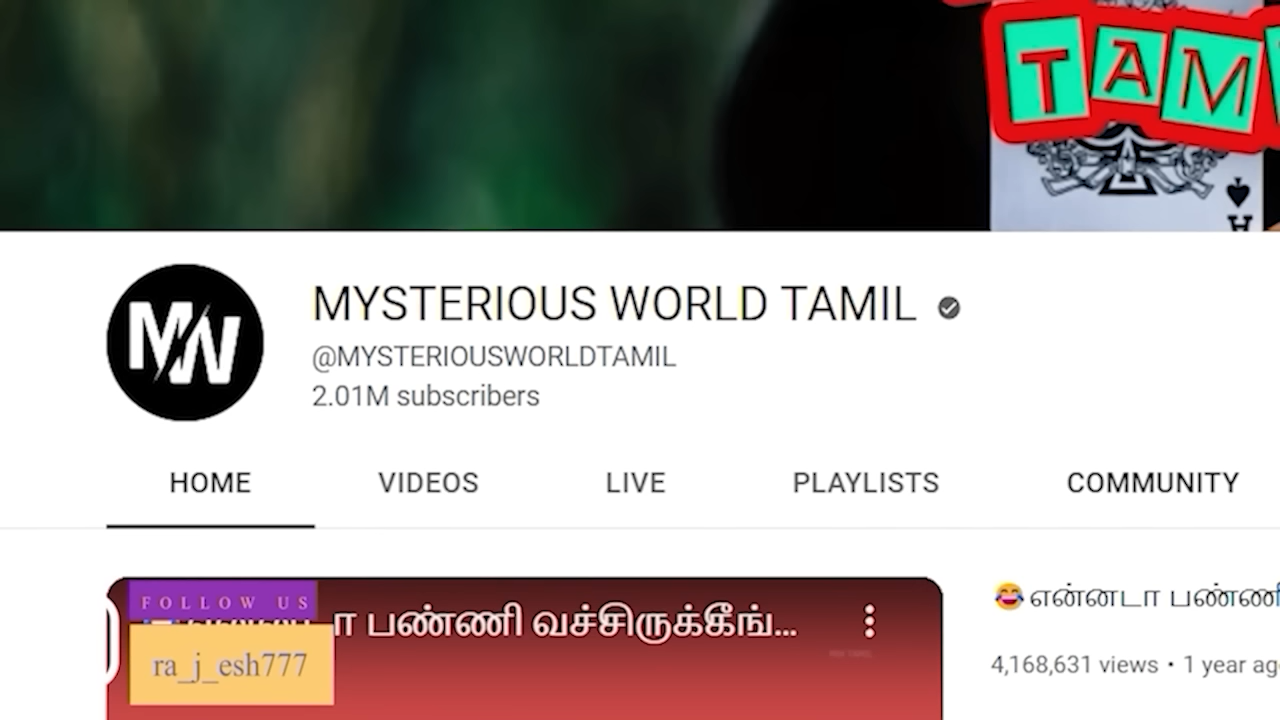 TAM
A
MW
MYSTERIOUS WORLD TAMIL
@MYSTERIOUSWORLDTAMIL
2.01M subscribers
HOME VIDEOS LIVE PLAYLISTS COMMUNITY
FOLLOW US
பண்ணி வச்சிருக்கீங்...
ra_j_esh777
😂 என்னடா பண்ணி
4,168,631 views • 1 year ag